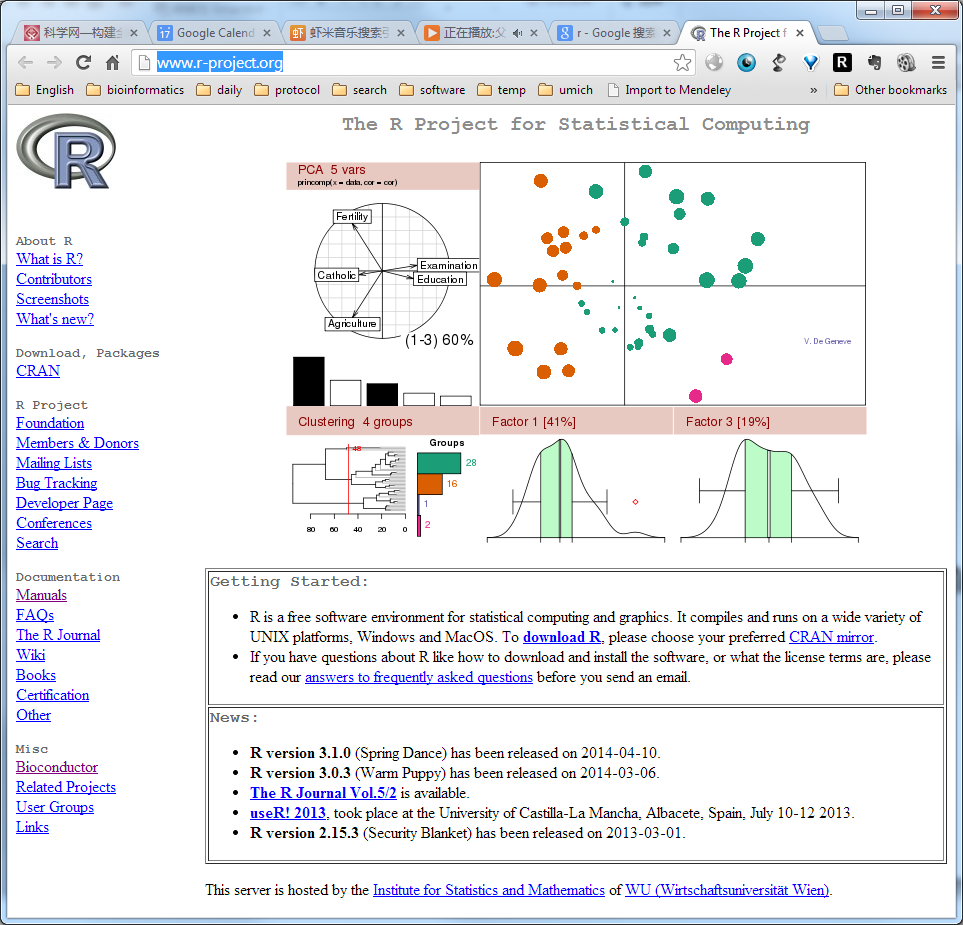 科学网—构建全
17 Google Calend
虾 虾米音乐搜索引
正在播放:父
8 r - Google 搜索
The R Project f
www.r-project.org
English bioinformatics daily protocol search software temp umich Import to Mendeley » Other bookmarks
R
The R Project for Statistical Computing
About R
What is R?
Contributors
Screenshots
What's new?
Download, Packages
CRAN
R Project
Foundation
Members & Donors
Mailing Lists
Bug Tracking
Developer Page
Conferences
Search
Documentation
Manuals
FAQs
The R Journal
Wiki
Books
Certification
Other
Misc
Bioconductor
Related Projects
User Groups
Links
PCA 5 vars
princomp(x = data, cor = cor)
Fertility
Examination
Catholic
Education
Agriculture
(1-3) 60%
V. De Geneve
Clustering 4 groups
Factor 1 [41%]
Factor 3 [19%]
Groups
48
28
16
1
2
80 60 40 20 0
Getting Started:
R is a free software environment for statistical computing and graphics. It compiles and runs on a wide variety of
UNIX platforms, Windows and MacOS. To download R, please choose your preferred CRAN mirror.
If you have questions about R like how to download and install the software, or what the license terms are, please
read our answers to frequently asked questions before you send an email.
News:
R version 3.1.0 (Spring Dance) has been released on 2014-04-10.
R version 3.0.3 (Warm Puppy) has been released on 2014-03-06.
The R Journal Vol.5/2 is available.
useR! 2013, took place at the University of Castilla-La Mancha, Albacete, Spain, July 10-12 2013.
R version 2.15.3 (Security Blanket) has been released on 2013-03-01.
This server is hosted by the Institute for Statistics and Mathematics of WU (Wirtschaftsuniversität Wien).